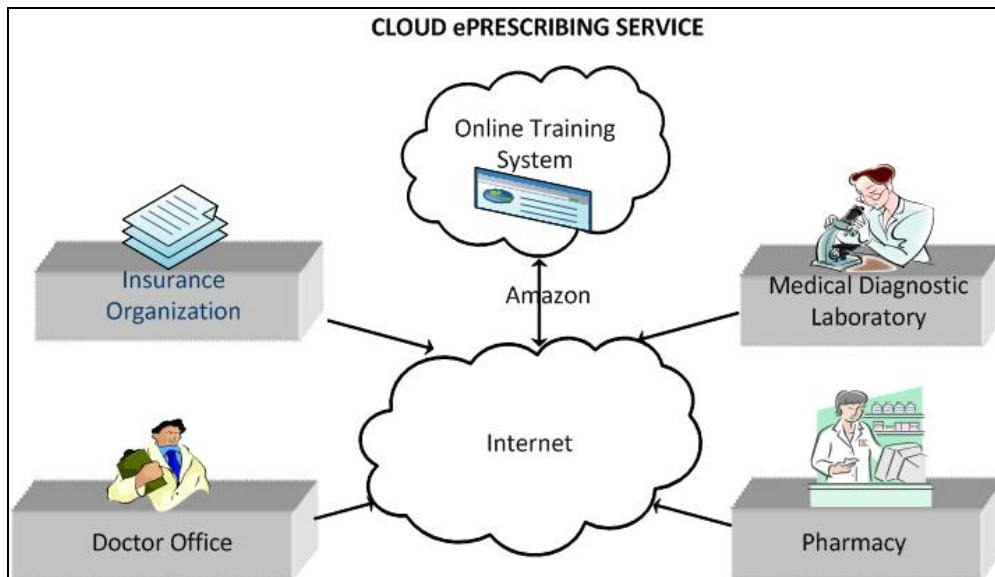 CLOUD ePRESCRIBING SERVICE
Online Training
System
Insurance
Organization
Amazon
Medical Diagnostic
Laboratory
Internet
Doctor Office
Pharmacy